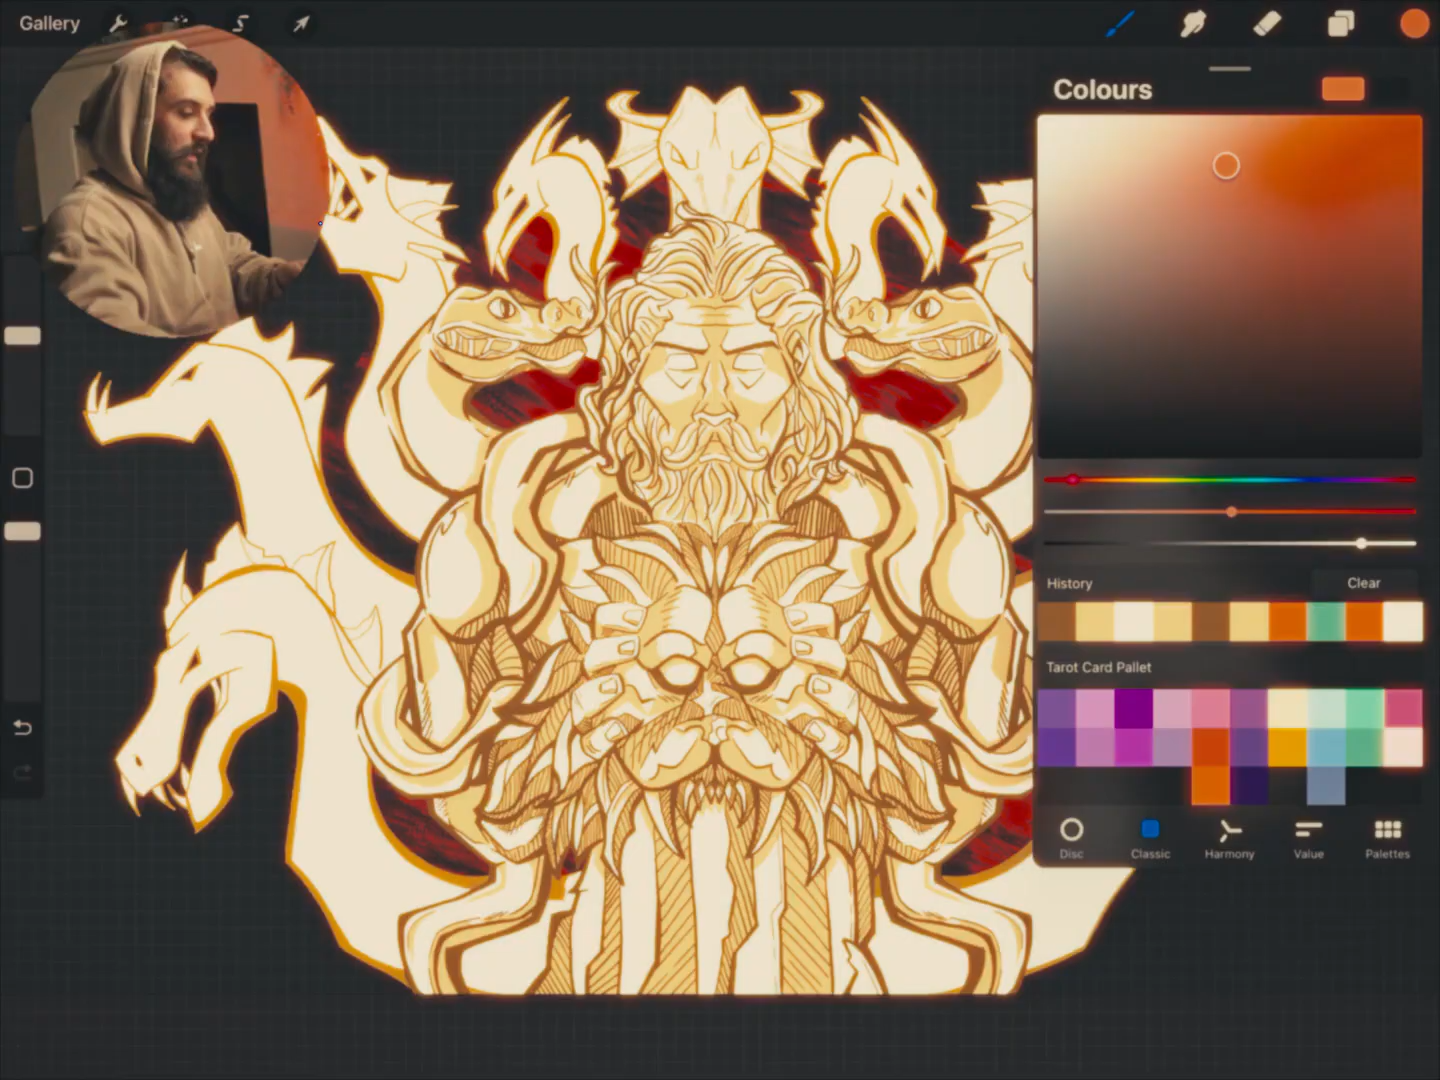 Gallery
Colours
History
Clear
Tarot Card Pallet
Disc
Classic
Harmony
Value
Palettes